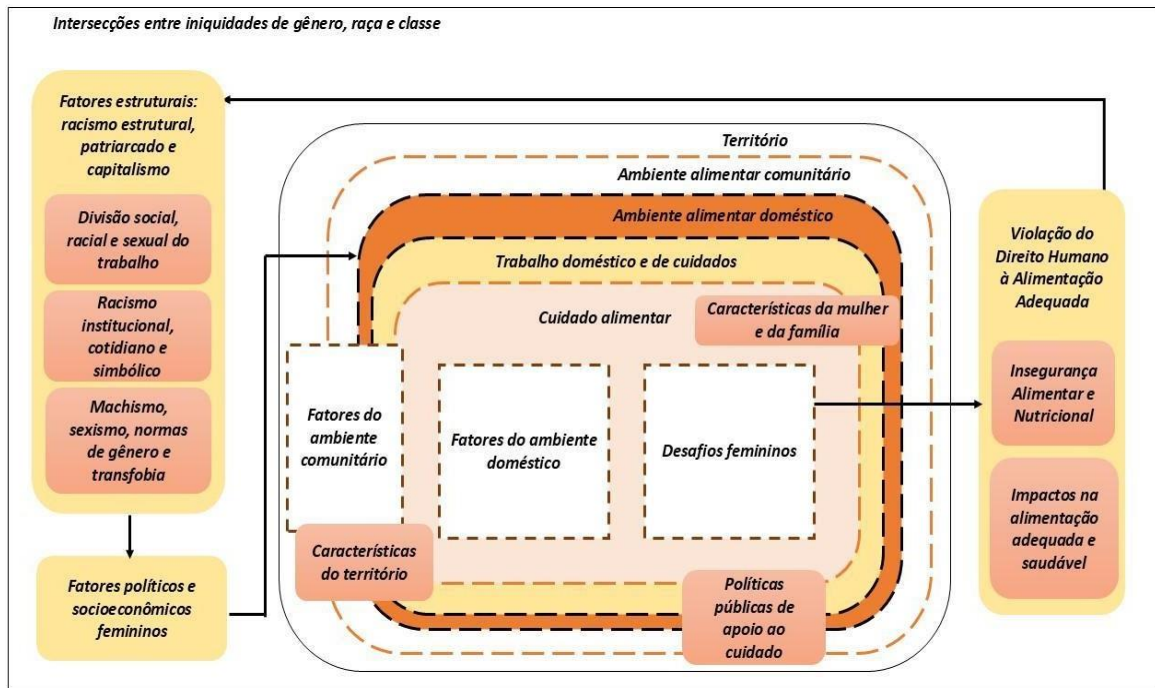 Intersecções entre iniquidades de gênero, raça e classe
Fatores estruturais:
racismo estrutural,
patriarcado e
capitalismo
Divisão social,
racial e sexual do
trabalho
Racismo
institucional,
cotidiano e
simbólico
Machismo,
sexismo, normas
de gênero e
transfobia
Fatores políticos e
socioeconômicos
femininos
Território
Ambiente alimentar comunitário
Ambiente alimentar doméstico
Trabalho doméstico e de cuidados
Cuidado alimentar
Características da mulher
e da família
Fatores do
ambiente
comunitário
Fatores do ambiente
doméstico
Desafios femininos
Características
do território
Políticas
públicas de
apoio ao
cuidado
Violação do
Direito Humano
à Alimentação
Adequada
Insegurança
Alimentar e
Nutricional
Impactos na
alimentação
adequada e
saudável